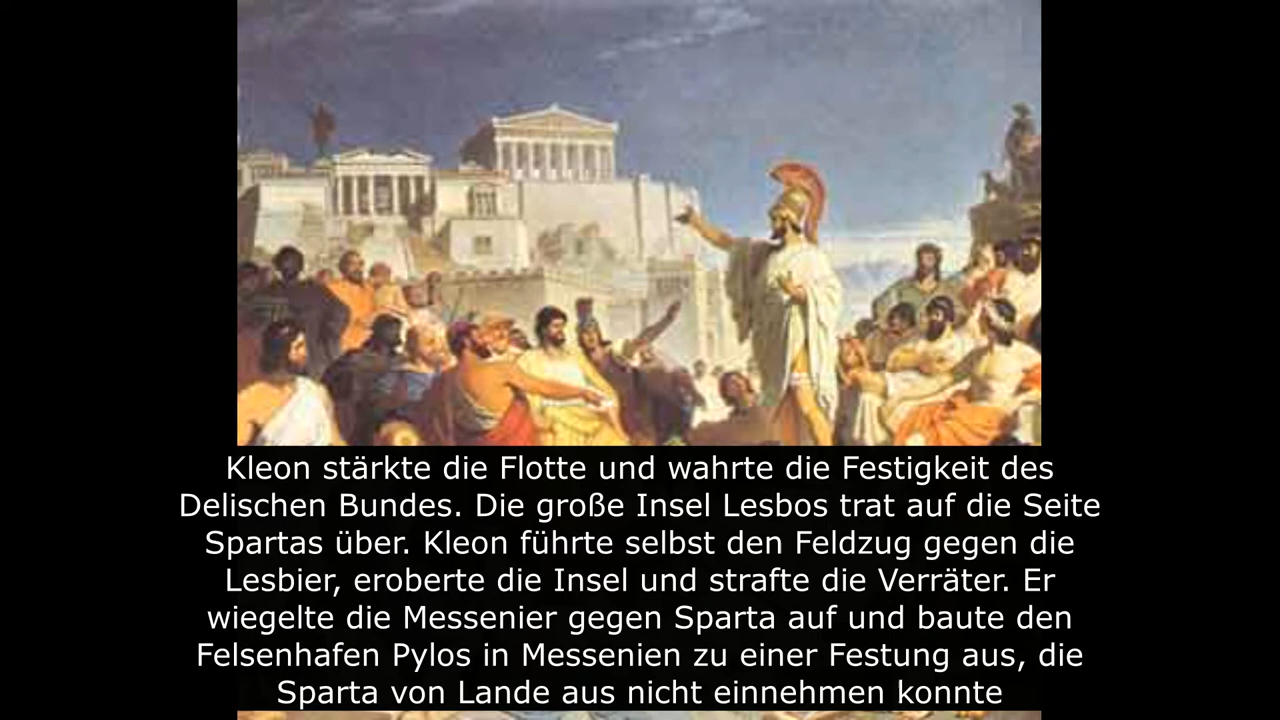 Kleon stärkte die Flotte und wahrte die Festigkeit des
Delischen Bundes. Die große Insel Lesbos trat auf die Seite
Spartas über. Kleon führte selbst den Feldzug gegen die
Lesbier, eroberte die Insel und strafte die Verräter. Er
wiegelte die Messenier gegen Sparta auf und baute den
Felsenhafen Pylos in Messenien zu einer Festung aus, die
Sparta von Lande aus nicht einnehmen konnte